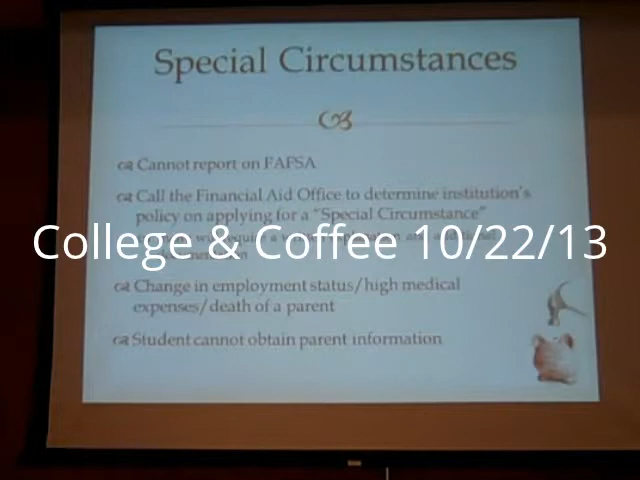 Special Circumstances
Cannot report on FAFSA
Call the Financial Aid Office to determine institution's
policy on applying for a "Special Circumstance"
College & Coffee 10/22/13
Change in employment status/high medical
expenses/death of a parent
Student cannot obtain parent information